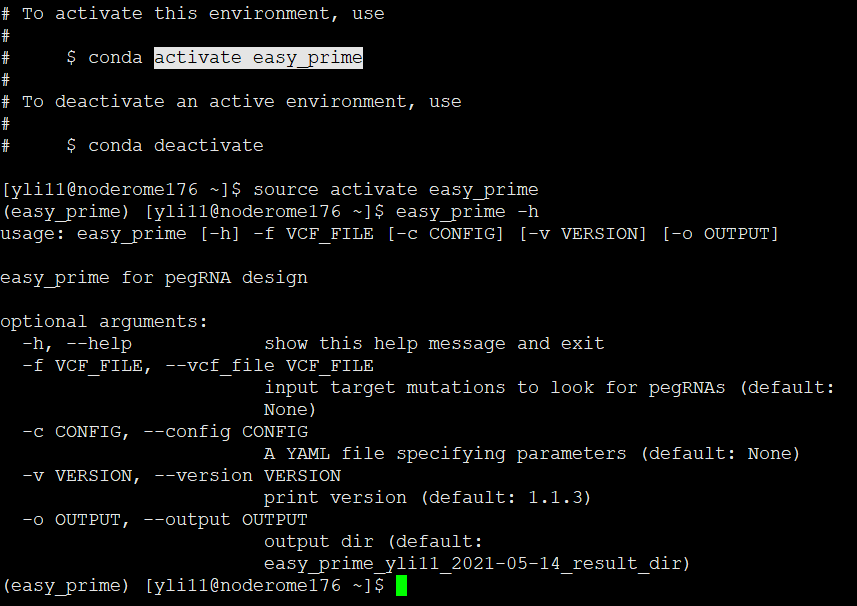 # To activate this environment, use
#
#     $ conda activate easy_prime
#
# To deactivate an active environment, use
#
#     $ conda deactivate
[yli11@noderome176 ~]$ source activate easy_prime
(easy_prime) [yli11@noderome176 ~]$ easy_prime -h
usage: easy_prime [-h] -f VCF_FILE [-c CONFIG] [-v VERSION] [-o OUTPUT]
easy_prime for pegRNA design
optional arguments:
  -h, --help            show this help message and exit
  -f VCF_FILE, --vcf_file VCF_FILE
                        input target mutations to look for pegRNAs (default:
                        None)
  -c CONFIG, --config CONFIG
                        A YAML file specifying parameters (default: None)
  -v VERSION, --version VERSION
                        print version (default: 1.1.3)
  -o OUTPUT, --output OUTPUT
                        output dir (default:
                        easy_prime_yli11_2021-05-14_result_dir)
(easy_prime) [yli11@noderome176 ~]$